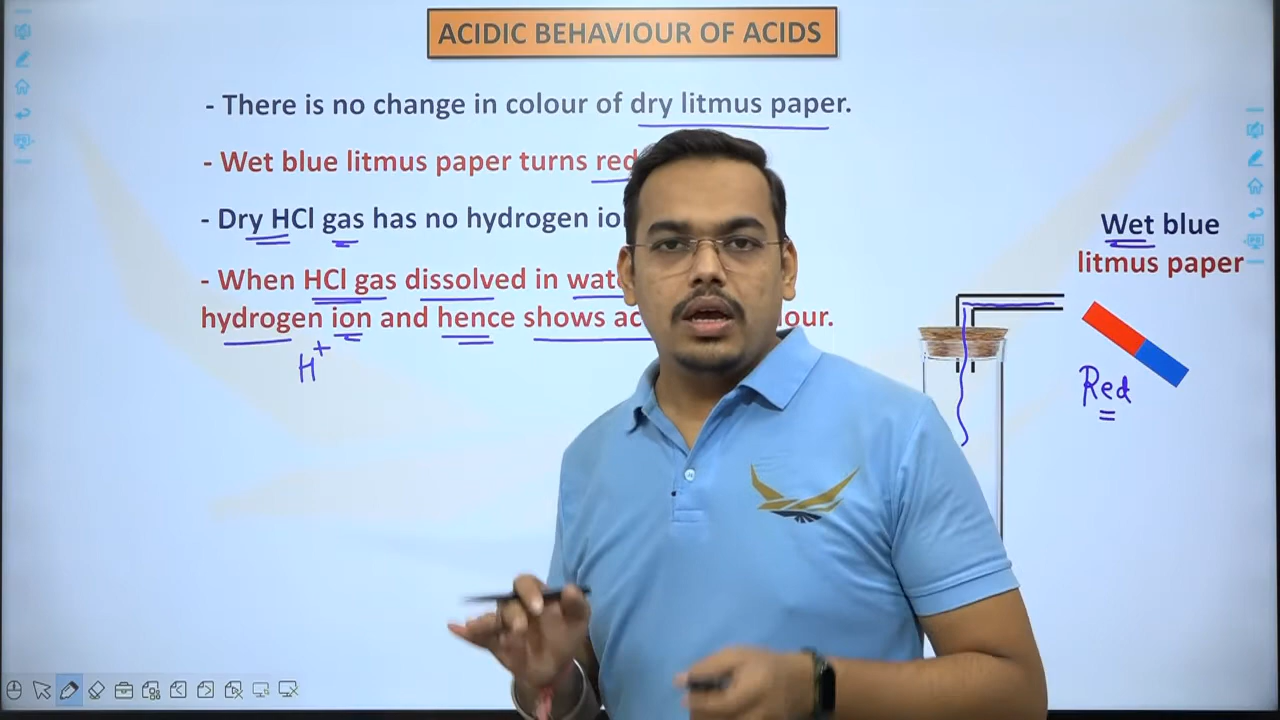 ACIDIC BEHAVIOUR OF ACIDS
- There is no change in colour of dry litmus paper.
- Wet blue litmus paper turns red
- Dry HCl gas has no hydrogen
- When HCl gas dissolved in
hydrogen ion and hence shows
H+
Wet blue
litmus paper
Red